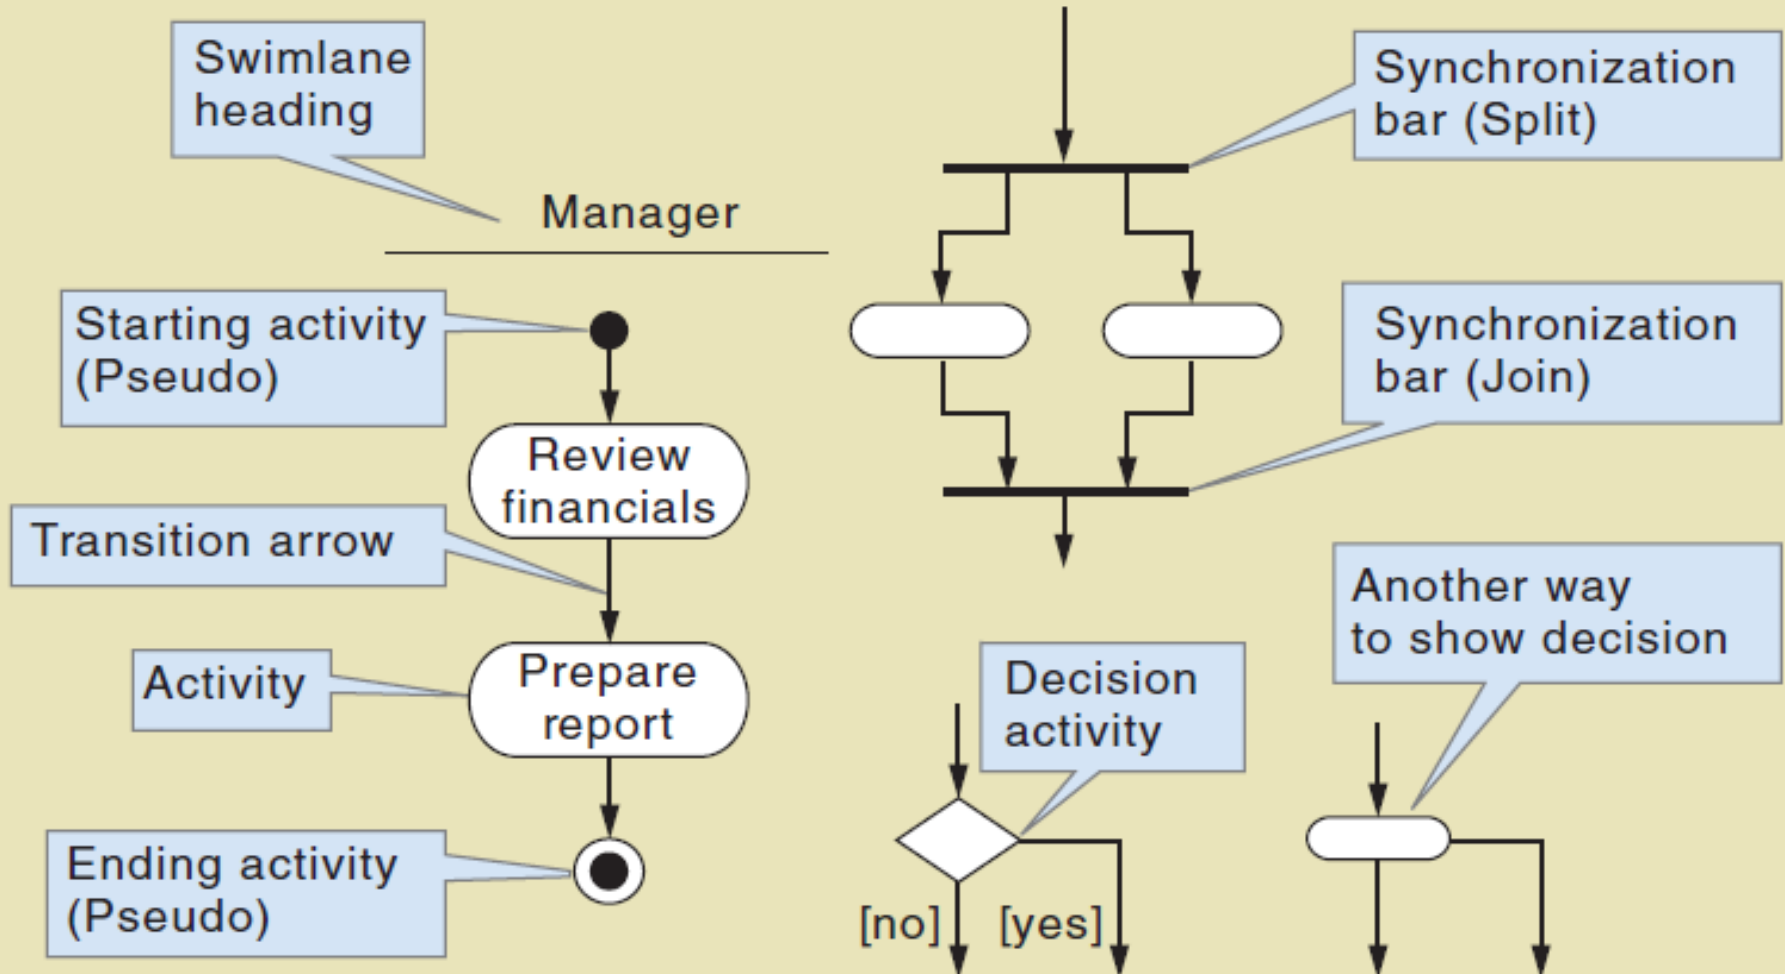 Swimlane
heading
Manager
Starting activity
(Pseudo)
Review
financials
Transition arrow
Activity
Prepare
report
Ending activity
(Pseudo)
Synchronization
bar (Split)
Synchronization
bar (Join)
Decision
activity
[no]
[yes]
Another way
to show decision